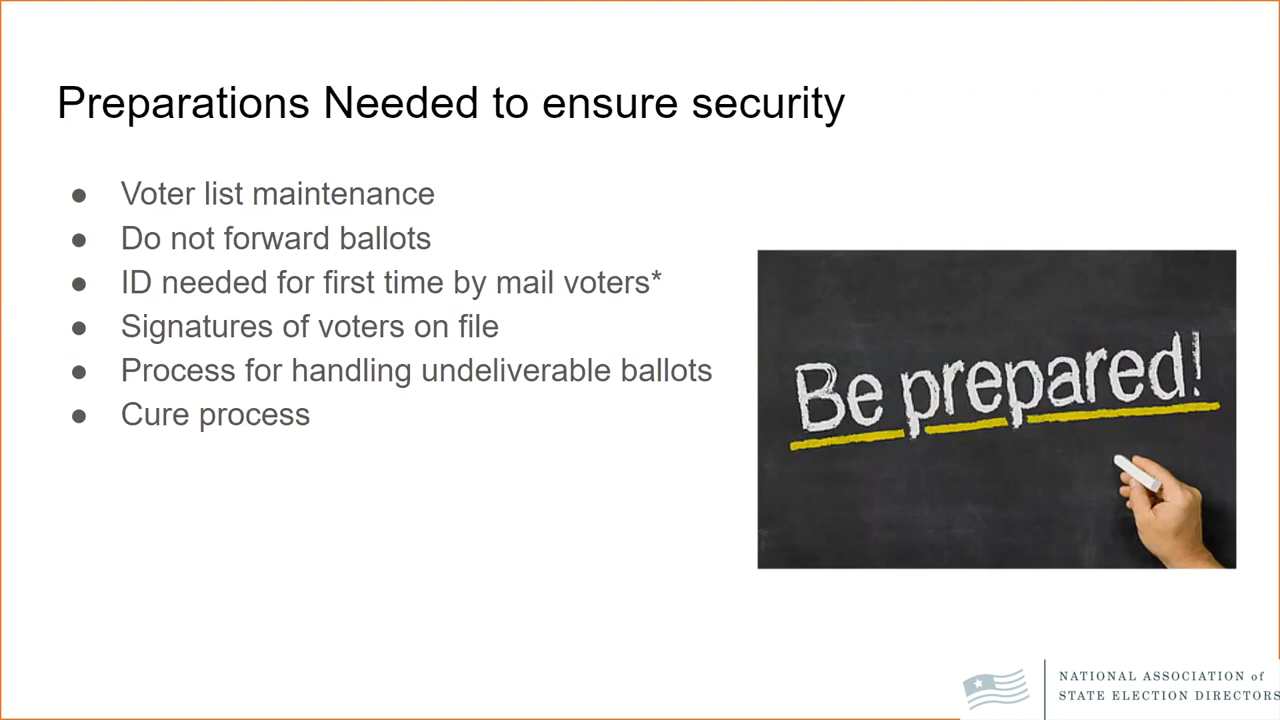 Preparations Needed to ensure security
● Voter list maintenance
● Do not forward ballots
● ID needed for first time by mail voters*
● Signatures of voters on file
● Process for handling undeliverable ballots
● Cure process
Be prepared!
NATIONAL ASSOCIATION of
STATE ELECTION DIRECTORS